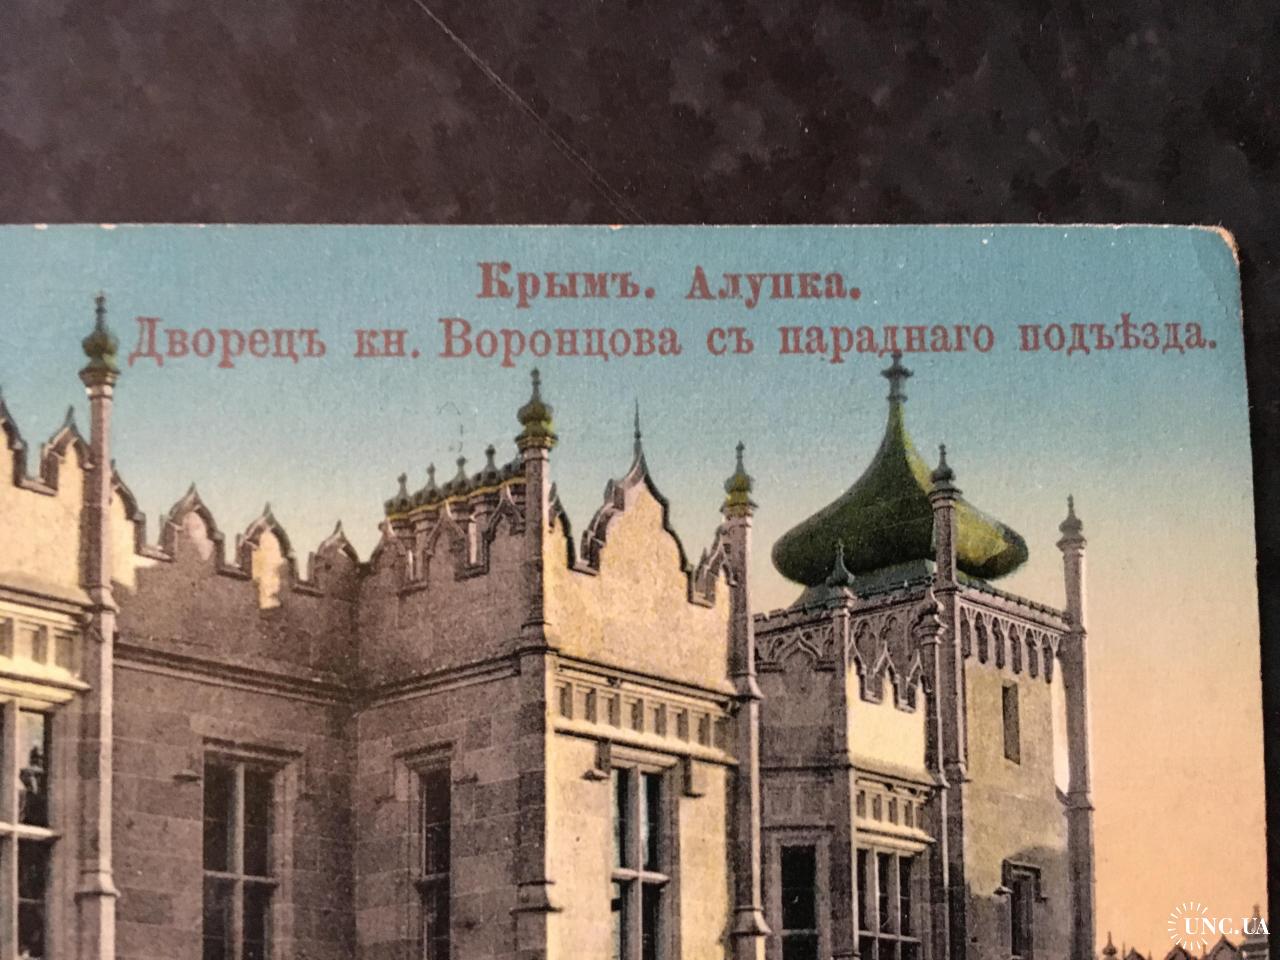 Крымъ. Алупка.
Дворецъ кн. Воронцова съ параднаго подъѣзда.
UNC.UA